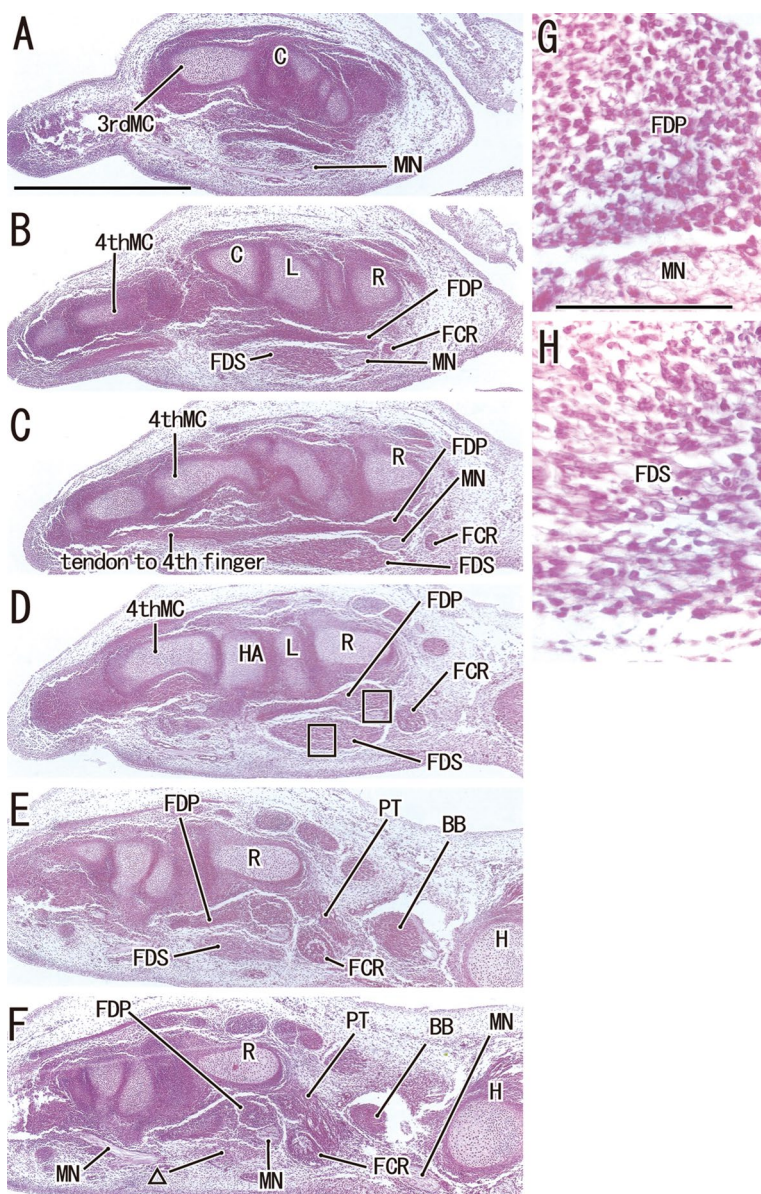 A
C
3rdMC
MN
B
4thMC
C
L
R
FDP
FCR
FDS
MN
C
4thMC
R
FDP
MN
FCR
tendon to 4th finger
FDS
D
4thMC
FDP
HA
L
R
FCR
FDS
E
FDP
PT
BB
R
H
FDS
FCR
F
FDP
R
PT
BB
MN
H
MN
Δ
MN
FCR
G
FDP
MN
H
FDS